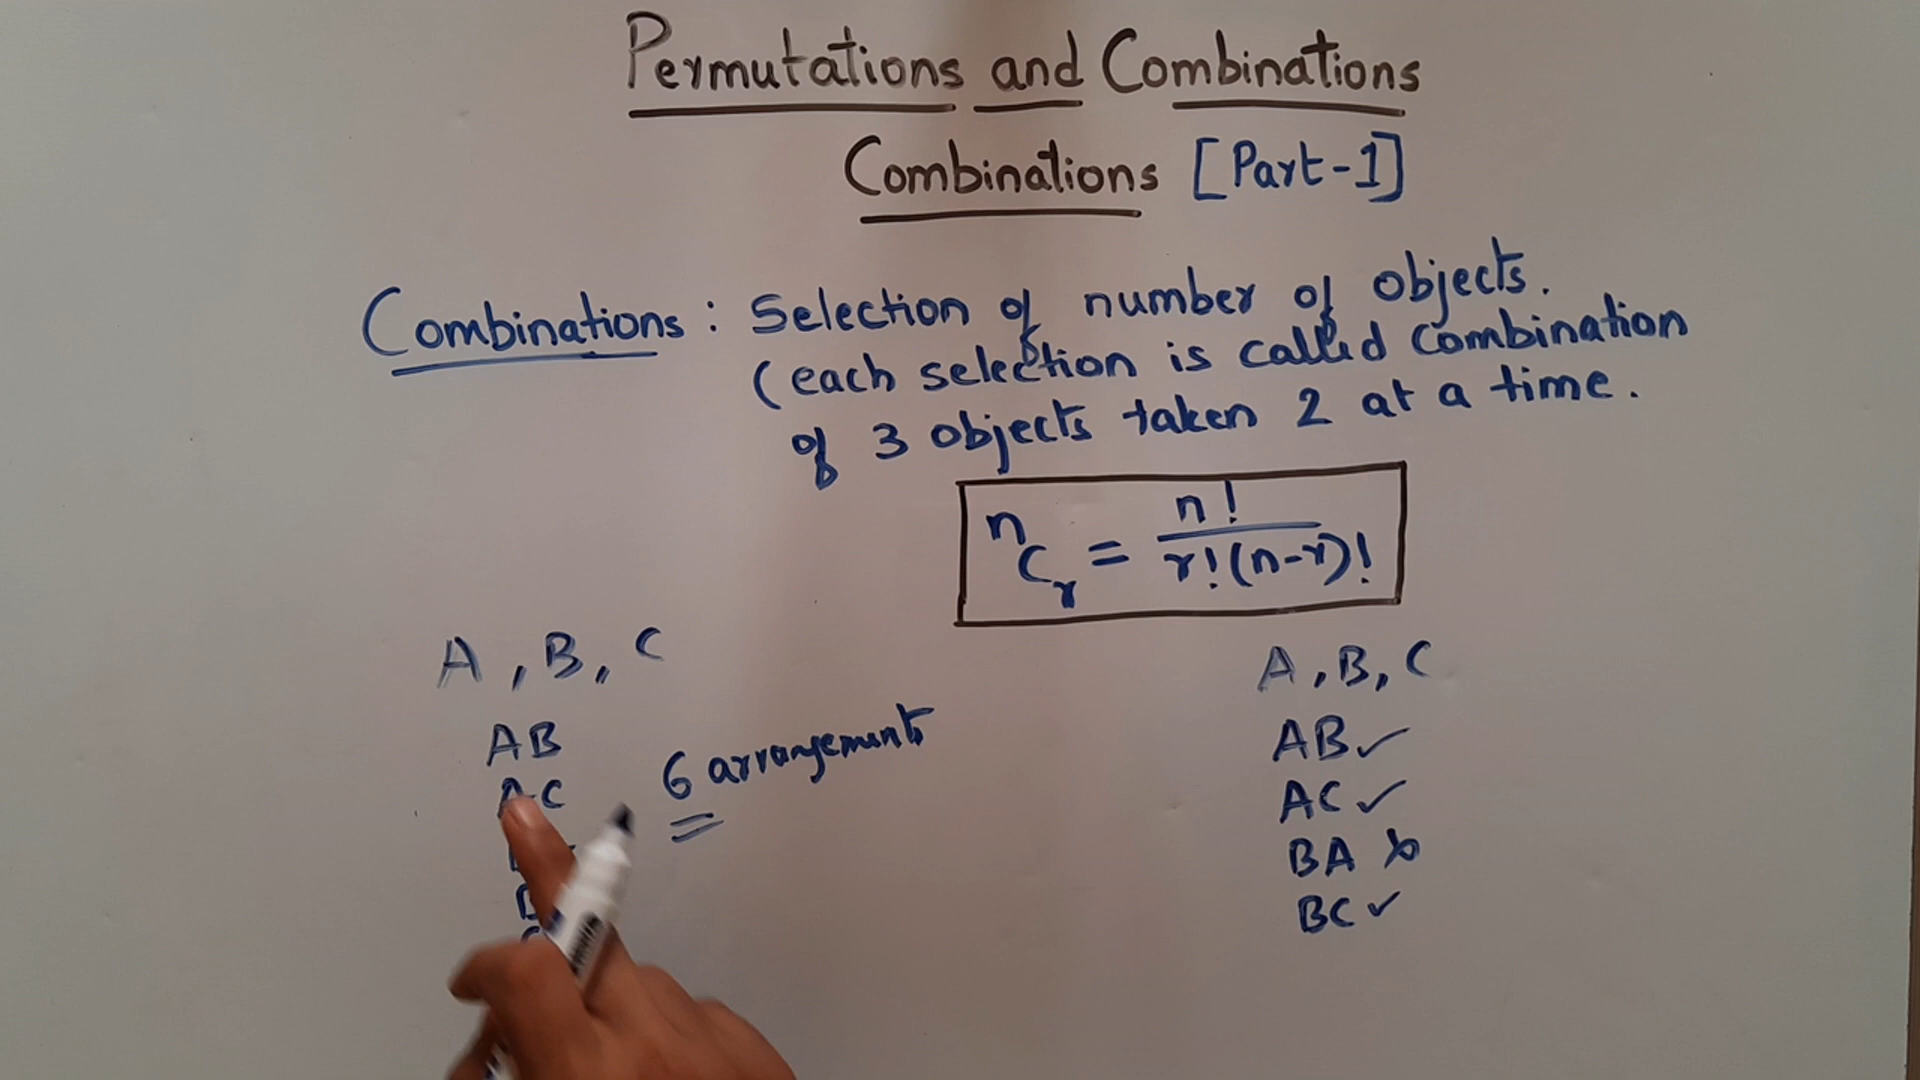 Permutations and Combinations
Combinations [Part-1]
Combinations : Selection of number of objects.
(each selection is called Combination
of 3 objects taken 2 at a time.
nCr = n! / r!(n-r)!
A , B, C
AB
AC
6 arrangements
A, B, C
AB ✓
AC ✓
BA x
BC ✓